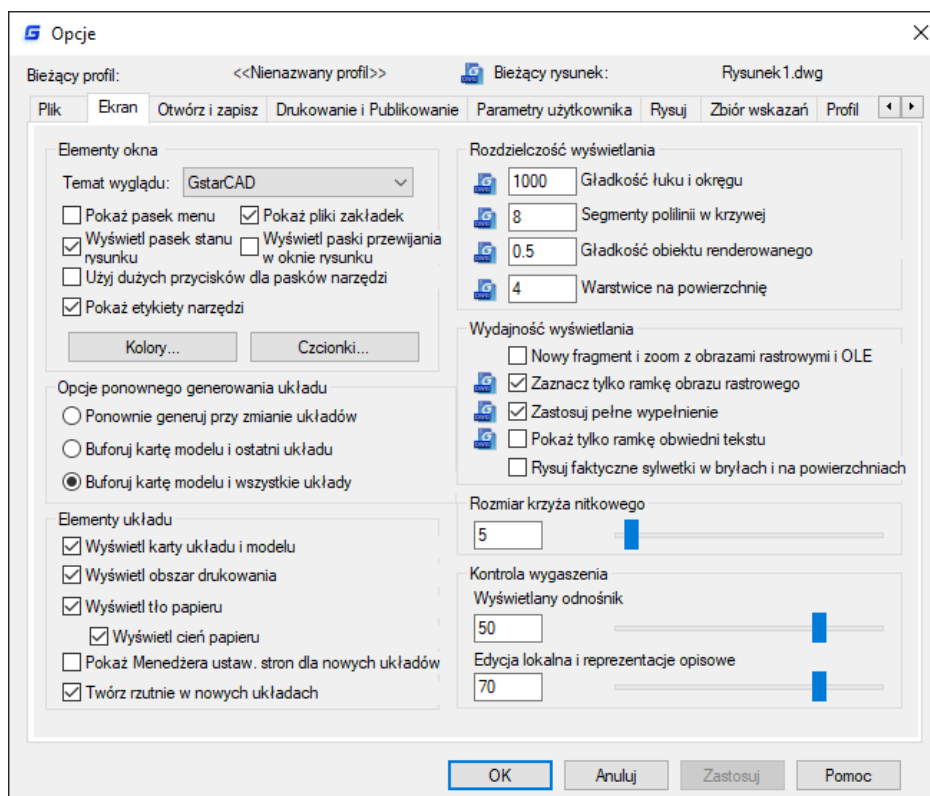 Opcje
Bieżący profil: <<Nienazwany profil>> Bieżący rysunek: Rysunek1.dwg
Plik Ekran Otwórz i zapisz Drukowanie i Publikowanie Parametry użytkownika Rysuj Zbiór wskazań Profil
Elementy okna
Temat wyglądu: GstarCAD
Pokaż pasek menu Pokaż pliki zakładek
Wyświetl pasek stanu rysunku Wyświetl paski przewijania w oknie rysunku
Użyj dużych przycisków dla pasków narzędzi
Pokaż etykiety narzędzi
Kolory... Czcionki...
Opcje ponownego generowania układu
Ponownie generuj przy zmianie układów
Buforuj kartę modelu i ostatni układu
Buforuj kartę modelu i wszystkie układy
Elementy układu
Wyświetl karty układu i modelu
Wyświetl obszar drukowania
Wyświetl tło papieru
Wyświetl cień papieru
Pokaż Menedżera ustaw. stron dla nowych układów
Twórz rzutnie w nowych układach
Rozdzielczość wyświetlania
1000 Gładkość łuku i okręgu
8 Segmenty polilinii w krzywej
0.5 Gładkość obiektu renderowanego
4 Warstwice na powierzchnię
Wydajność wyświetlania
Nowy fragment i zoom z obrazami rastrowymi i OLE
Zaznacz tylko ramkę obrazu rastrowego
Zastosuj pełne wypełnienie
Pokaż tylko ramkę obwiedni tekstu
Rysuj faktyczne sylwetki w bryłach i na powierzchniach
Rozmiar krzyża nitkowego
5
Kontrola wygaszenia
Wyświetlany odnośnik
50
Edycja lokalna i reprezentacje opisowe
70
OK Anuluj Zastosuj Pomoc